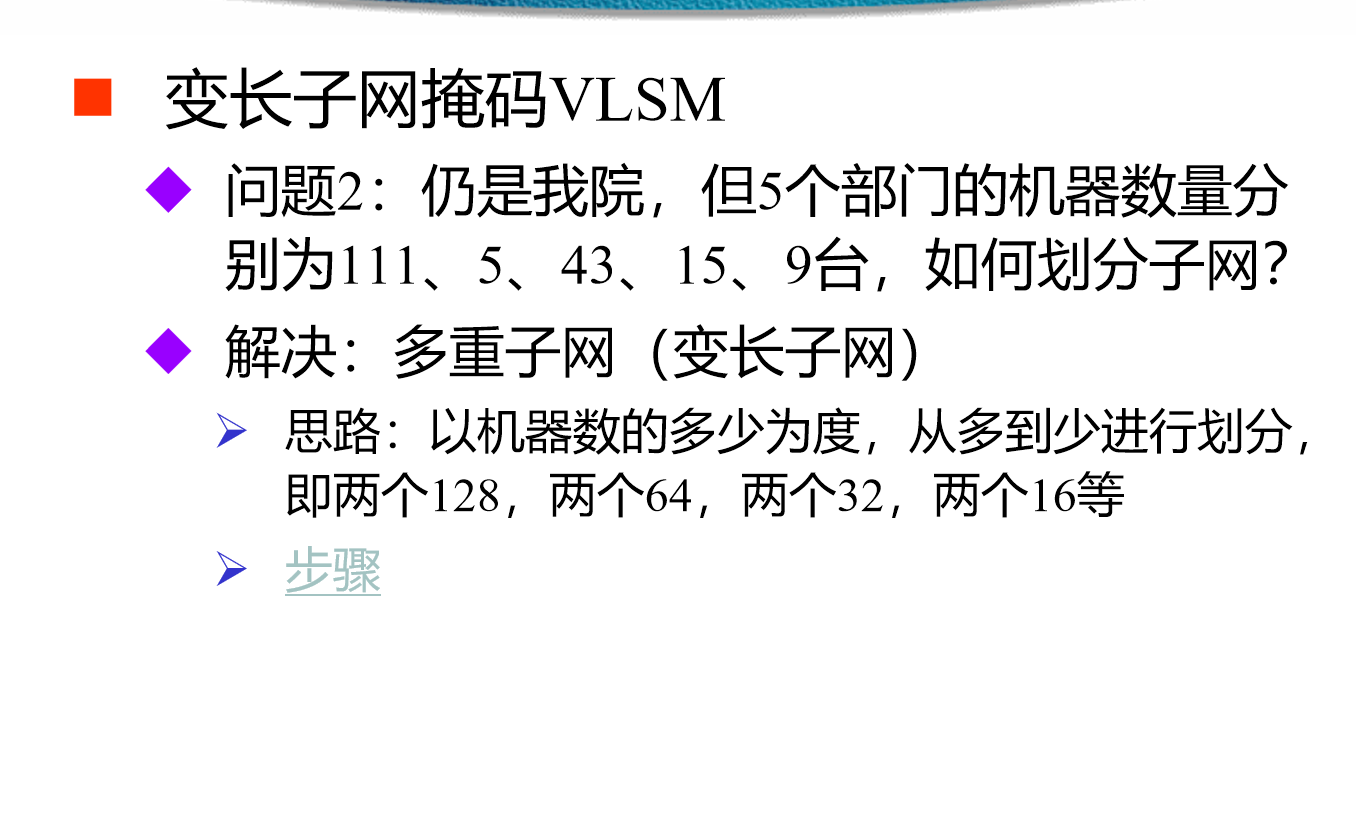 变长子网掩码VLSM
问题2：仍是我院，但5个部门的机器数量分
别为111、5、43、15、9台，如何划分子网？
解决：多重子网（变长子网）
思路：以机器数的多少为度，从多到少进行划分，
即两个128，两个64，两个32，两个16等
步骤